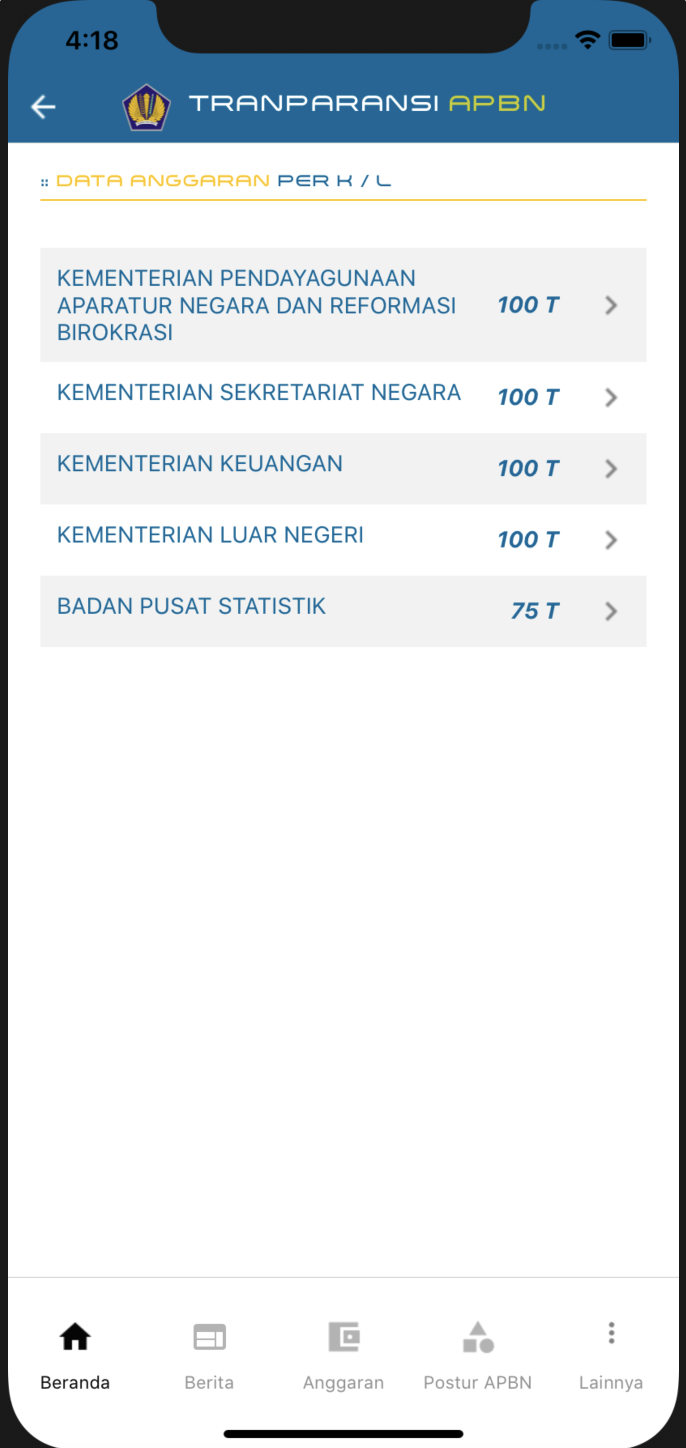 4:18
TRANPARANSI APBN
:: DATA ANGGARAN PER K / L
KEMENTERIAN PENDAYAGUNAAN
APARATUR NEGARA DAN REFORMASI
BIROKRASI
100 T
KEMENTERIAN SEKRETARIAT NEGARA
100 T
KEMENTERIAN KEUANGAN
100 T
KEMENTERIAN LUAR NEGERI
100 T
BADAN PUSAT STATISTIK
75 T
Beranda
Berita
Anggaran
Postur APBN
Lainnya